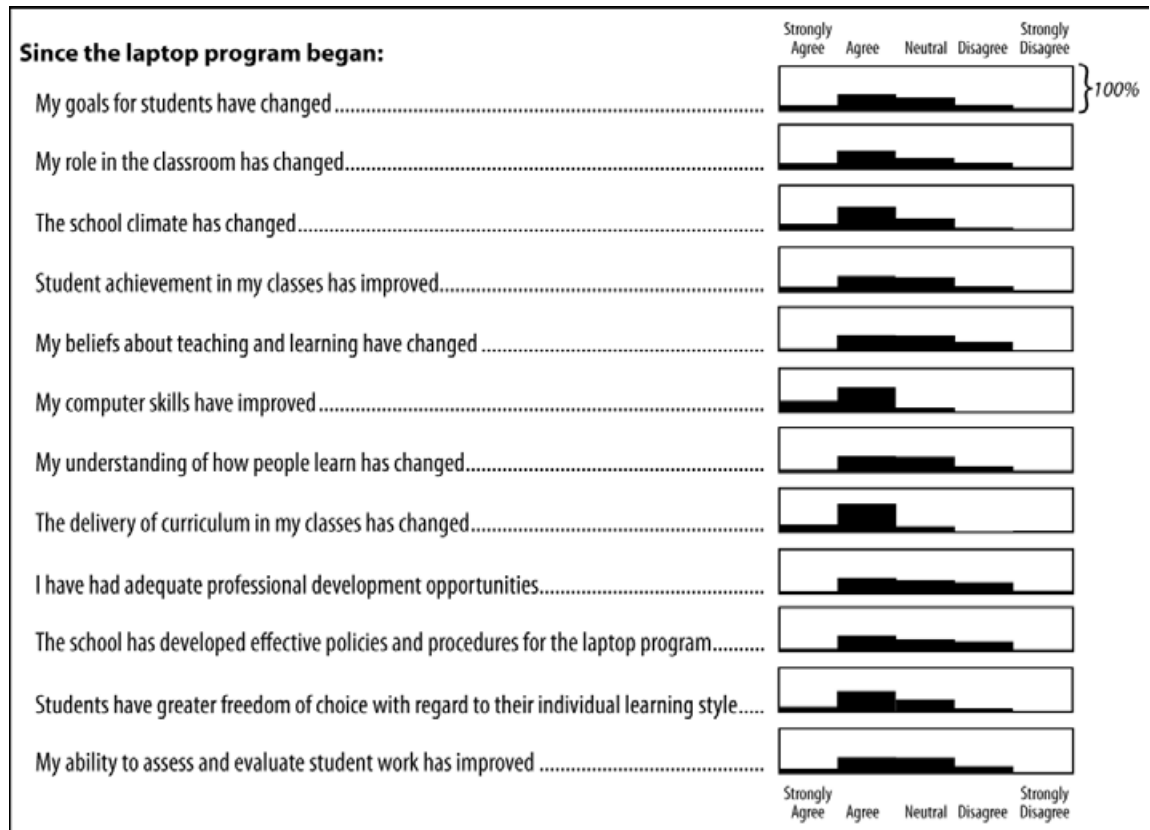 Strongly Agree Agree Neutral Disagree Strongly Disagree
Since the laptop program began:
My goals for students have changed ........ 100%
My role in the classroom has changed........
The school climate has changed........
Student achievement in my classes has improved........
My beliefs about teaching and learning have changed ........
My computer skills have improved ........
My understanding of how people learn has changed........
The delivery of curriculum in my classes has changed........
I have had adequate professional development opportunities........
The school has developed effective policies and procedures for the laptop program..........
Students have greater freedom of choice with regard to their individual learning style.....
My ability to assess and evaluate student work has improved ........
Strongly Agree Agree Neutral Disagree Strongly Disagree